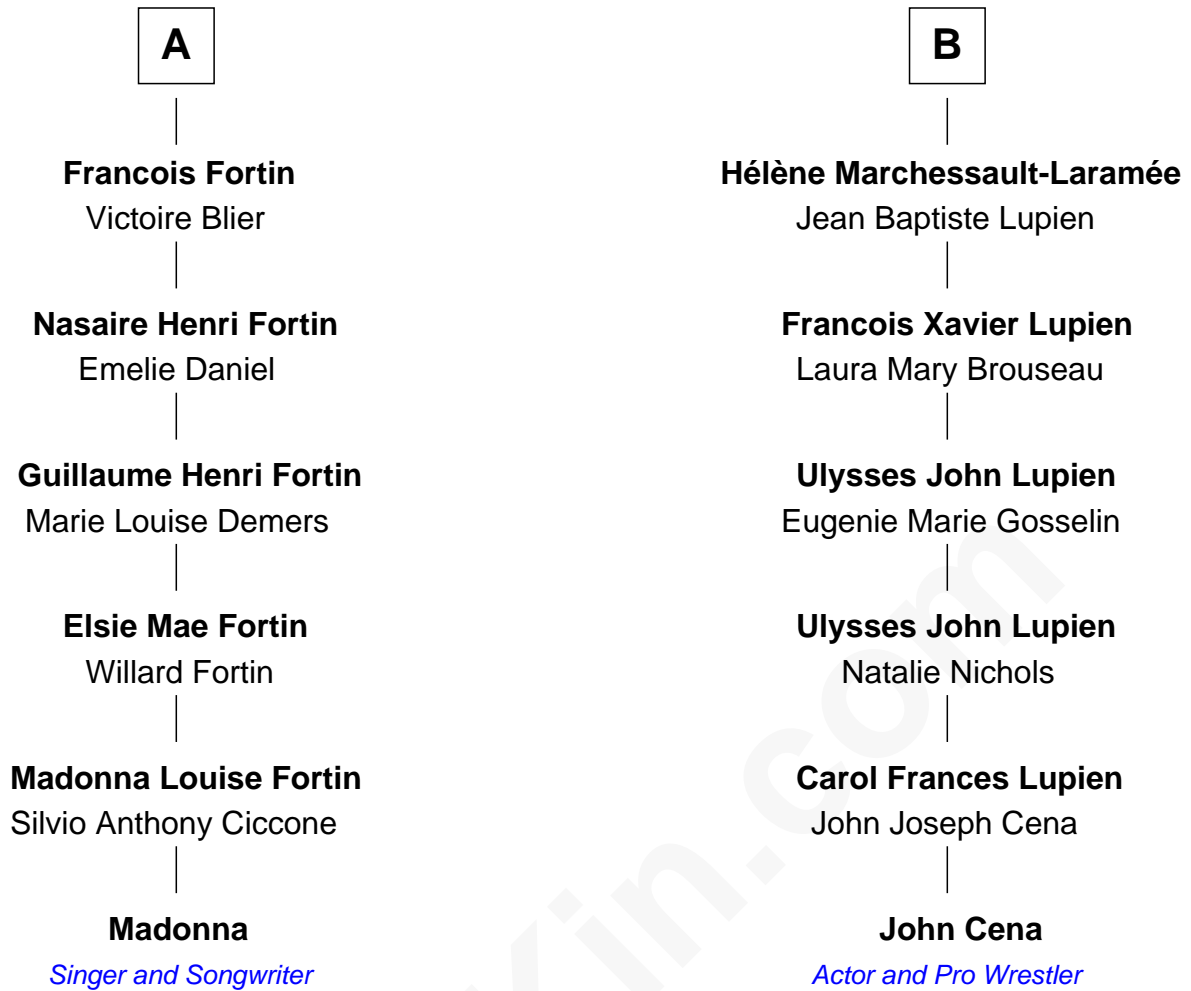 A
Francois Fortin
Victoire Blier
Nasaire Henri Fortin
Emelie Daniel
Guillaume Henri Fortin
Marie Louise Demers
Elsie Mae Fortin
Willard Fortin
Madonna Louise Fortin
Silvio Anthony Ciccone
Madonna
Singer and Songwriter
B
Hélène Marchessault-Laramée
Jean Baptiste Lupien
Francois Xavier Lupien
Laura Mary Brouseau
Ulysses John Lupien
Eugenie Marie Gosselin
Ulysses John Lupien
Natalie Nichols
Carol Frances Lupien
John Joseph Cena
John Cena
Actor and Pro Wrestler
Kin.com